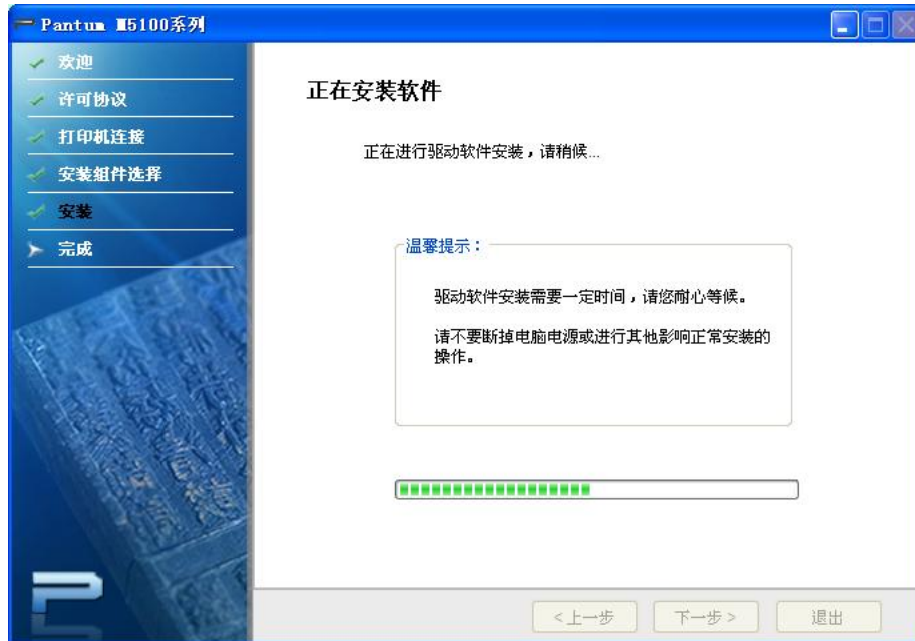 Pantum M5100系列
欢迎
许可协议
打印机连接
安装组件选择
安装
完成
正在安装软件
正在进行驱动软件安装，请稍候...
温馨提示：
驱动软件安装需要一定时间，请您耐心等候。
请不要断掉电脑电源或进行其他影响正常安装的
操作。
<上一步
下一步>
退出